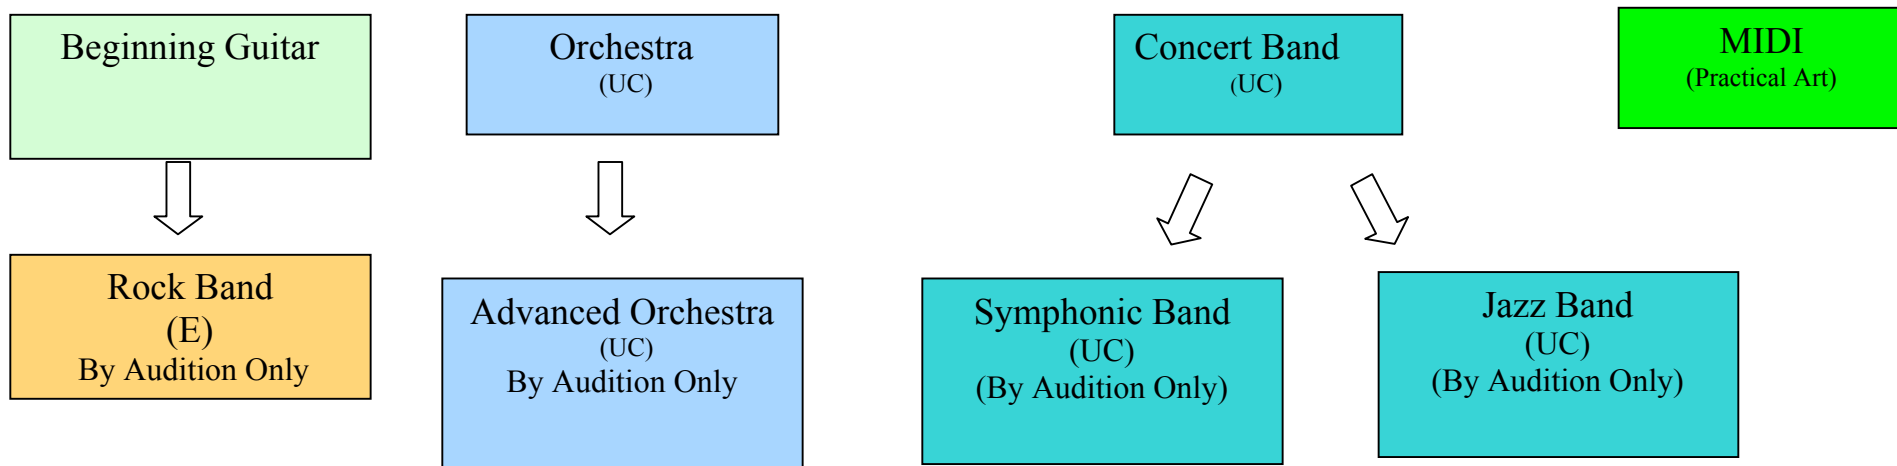 Beginning Guitar
Orchestra
(UC)
Concert Band
(UC)
MIDI
(Practical Art)
Rock Band
(E)
By Audition Only
Advanced Orchestra
(UC)
By Audition Only
Symphonic Band
(UC)
(By Audition Only)
Jazz Band
(UC)
(By Audition Only)